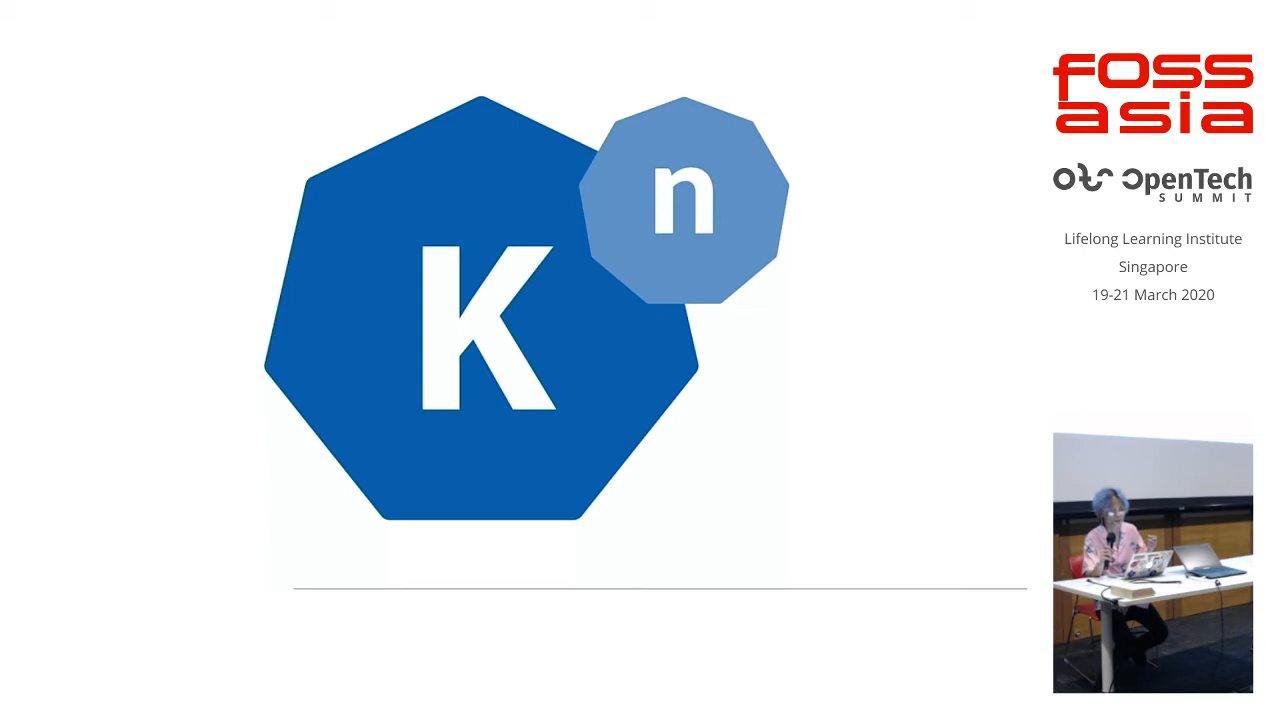 K
n
foss
asia
OpenTech
SUMMIT
Lifelong Learning Institute
Singapore
19-21 March 2020